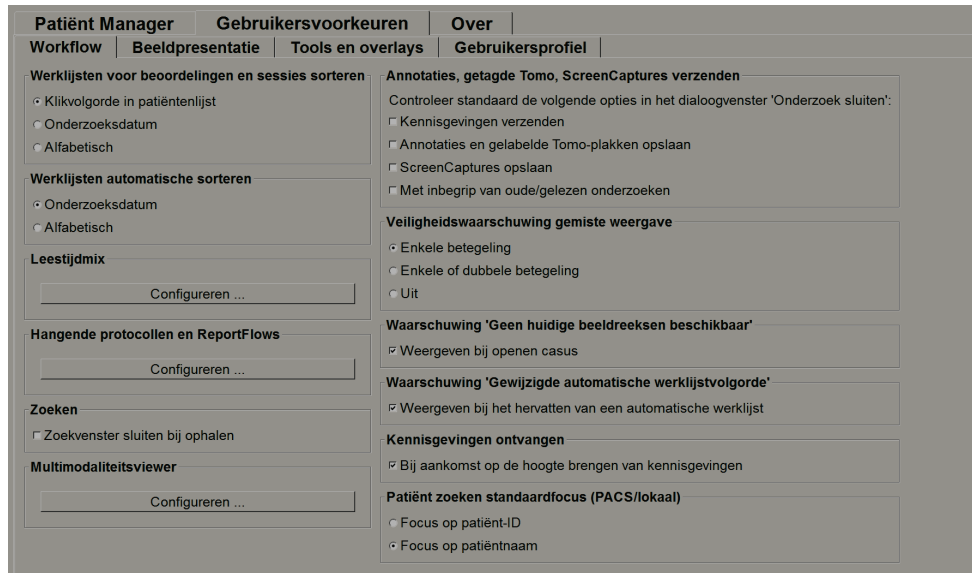 Patiënt Manager
Gebruikersvoorkeuren
Over
Workflow
Beeldpresentatie
Tools en overlays
Gebruikersprofiel
Werklijsten voor beoordelingen en sessies sorteren
Klikvolgorde in patiëntenlijst
Onderzoeksdatum
Alfabetisch
Werklijsten automatische sorteren
Onderzoeksdatum
Alfabetisch
Leestijdmix
Configureren ...
Hangende protocollen en ReportFlows
Configureren ...
Zoeken
Zoekvenster sluiten bij ophalen
Multimodaliteitsviewer
Configureren ...
Annotaties, getagde Tomo, ScreenCaptures verzenden
Controleer standaard de volgende opties in het dialoogvenster 'Onderzoek sluiten':
Kennisgevingen verzenden
Annotaties en gelabelde Tomo-plakken opslaan
ScreenCaptures opslaan
Met inbegrip van oude/gelezen onderzoeken
Veiligheidswaarschuwing gemiste weergave
Enkele betegeling
Enkele of dubbele betegeling
Uit
Waarschuwing 'Geen huidige beeldreeksen beschikbaar'
Weergeven bij openen casus
Waarschuwing 'Gewijzigde automatische werklijstvolgorde'
Weergeven bij het hervatten van een automatische werklijst
Kennisgevingen ontvangen
Bij aankomst op de hoogte brengen van kennisgevingen
Patiënt zoeken standaardfocus (PACS/lokaal)
Focus op patiënt-ID
Focus op patiëntnaam